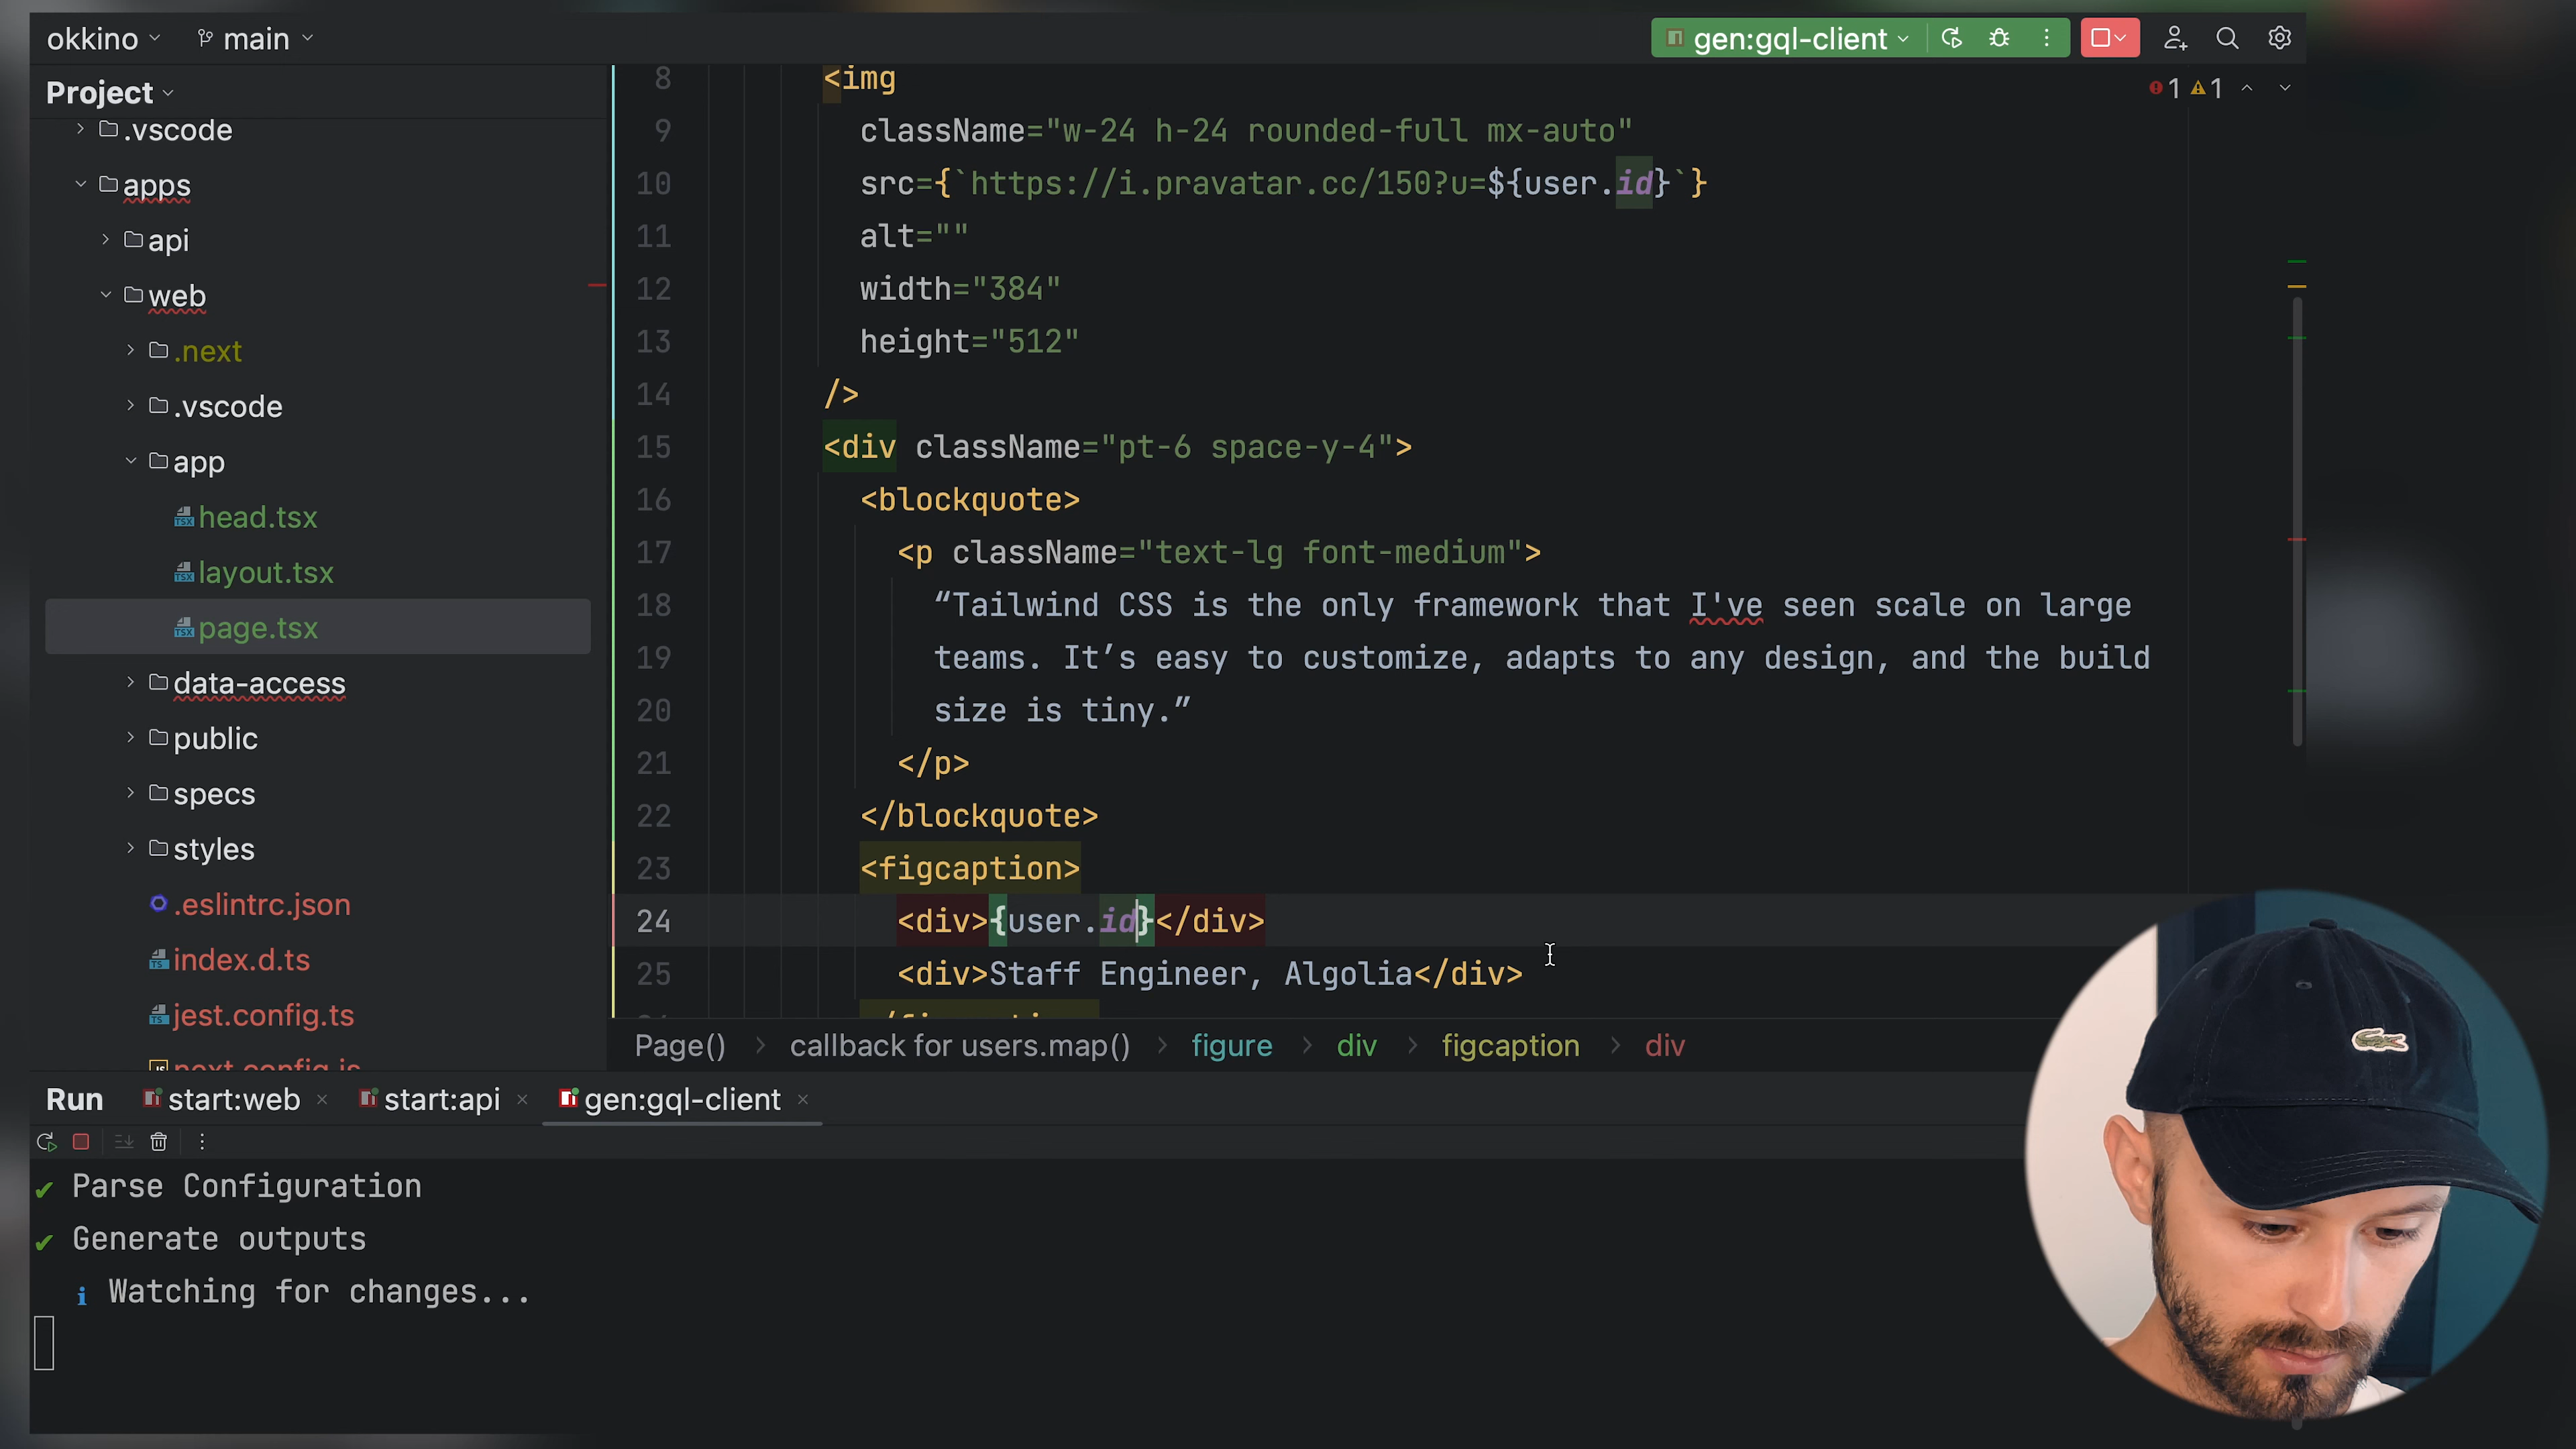 okkino main gen:gql-client
Project 1 1
.vscode
apps
api
web
.next
.vscode
app
head.tsx
layout.tsx
page.tsx
data-access
public
specs
styles
.eslintrc.json
index.d.ts
jest.config.ts
next.config.js
8 <img
9 className="w-24 h-24 rounded-full mx-auto"
10 src={`https://i.pravatar.cc/150?u=${user.id}`}
11 alt=""
12 width="384"
13 height="512"
14 />
15 <div className="pt-6 space-y-4">
16 <blockquote>
17 <p className="text-lg font-medium">
18 “Tailwind CSS is the only framework that I've seen scale on large
19 teams. It’s easy to customize, adapts to any design, and the build
20 size is tiny.”
21 </p>
22 </blockquote>
23 <figcaption>
24 <div>{user.id}</div>
25 <div>Staff Engineer, Algolia</div>
Page() callback for users.map() figure div figcaption div
Run start:web start:api gen:gql-client
Parse Configuration
Generate outputs
Watching for changes...